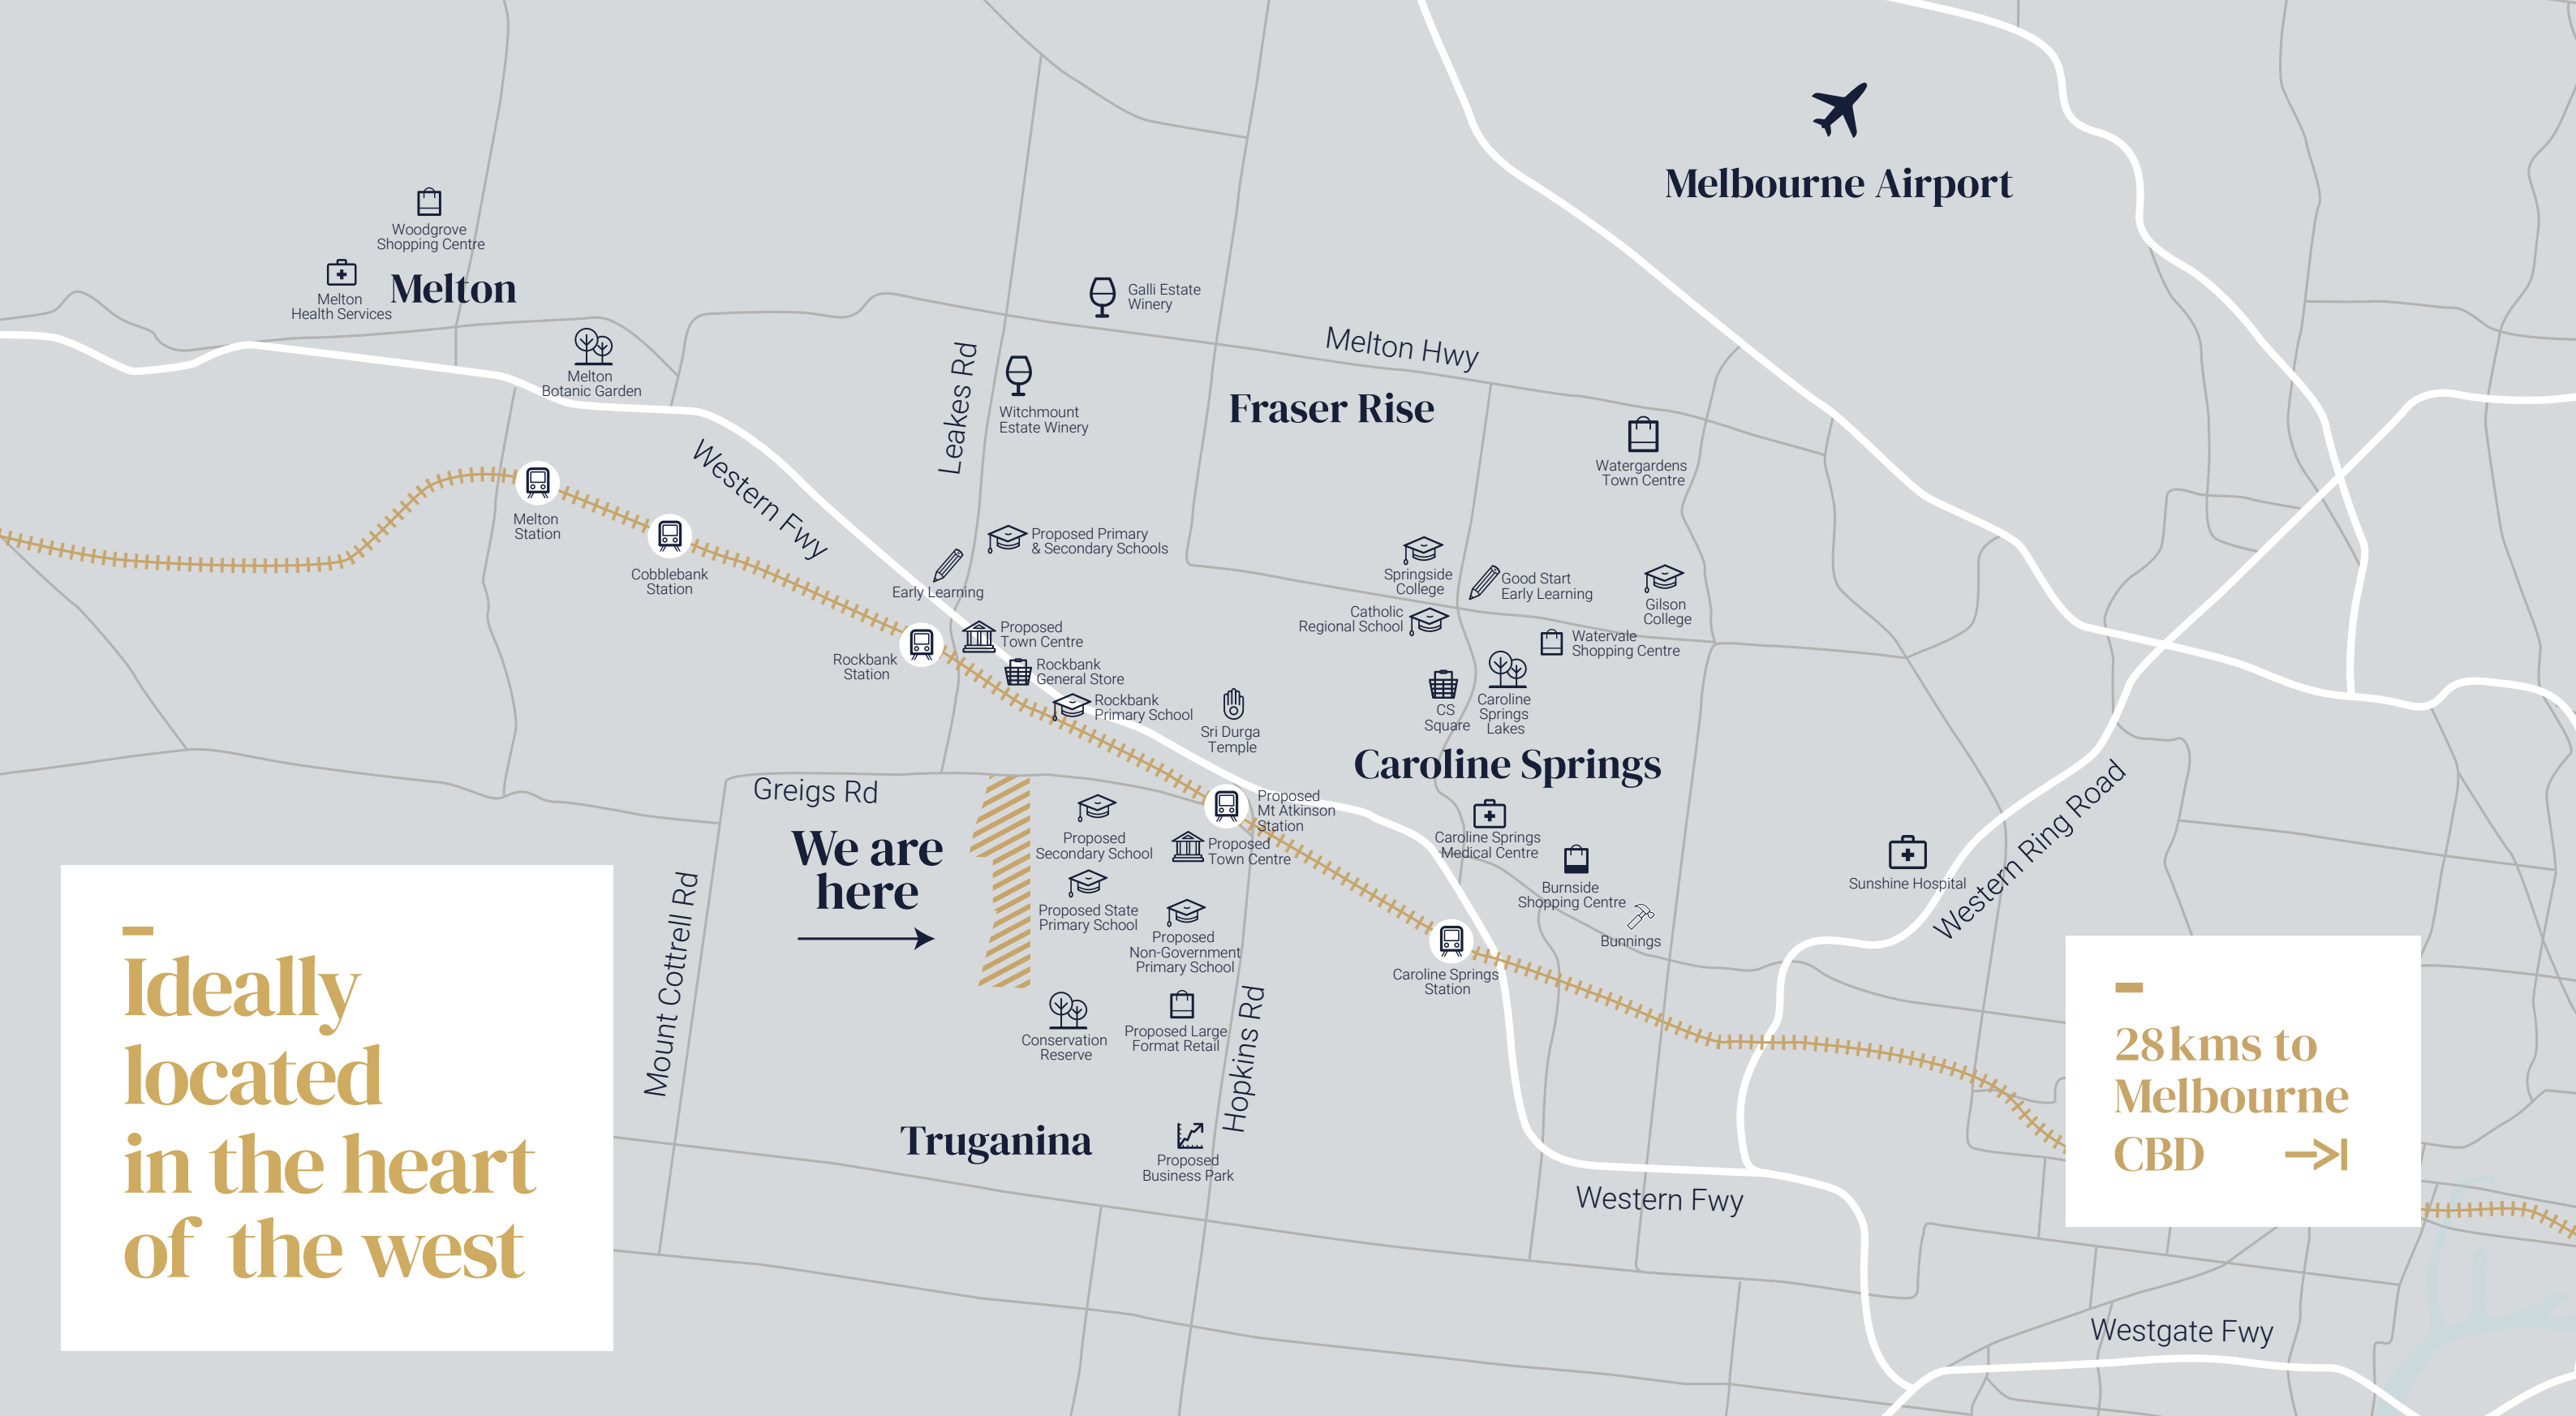 Melbourne Airport
Woodgrove
Shopping Centre
Melton
Health Services
Melton
Melton
Botanic Garden
Galli Estate
Winery
Melton Hwy
Leakes Rd
Witchmount
Estate Winery
Fraser Rise
Watergardens
Town Centre
Western Fwy
Melton
Station
Cobblebank
Station
Proposed Primary
& Secondary Schools
Early Learning
Springside
College
Good Start
Early Learning
Gilson
College
Catholic
Regional School
Watervale
Shopping Centre
Proposed
Town Centre
Rockbank
Station
Rockbank
General Store
Rockbank
Primary School
Sri Durga
Temple
CS
Square
Caroline
Springs
Lakes
Caroline Springs
Greigs Rd
Proposed
Mt Atkinson
Station
We are
here
Proposed
Secondary School
Proposed
Town Centre
Caroline Springs
Medical Centre
Burnside
Shopping Centre
Bunnings
Sunshine Hospital
Western Ring Road
Mount Cottrell Rd
Proposed State
Primary School
Proposed
Non-Government
Primary School
Caroline Springs
Station
Conservation
Reserve
Proposed Large
Format Retail
Hopkins Rd
Truganina
Proposed
Business Park
Western Fwy
Westgate Fwy
Ideally
located
in the heart
of the west
28kms to
Melbourne
CBD